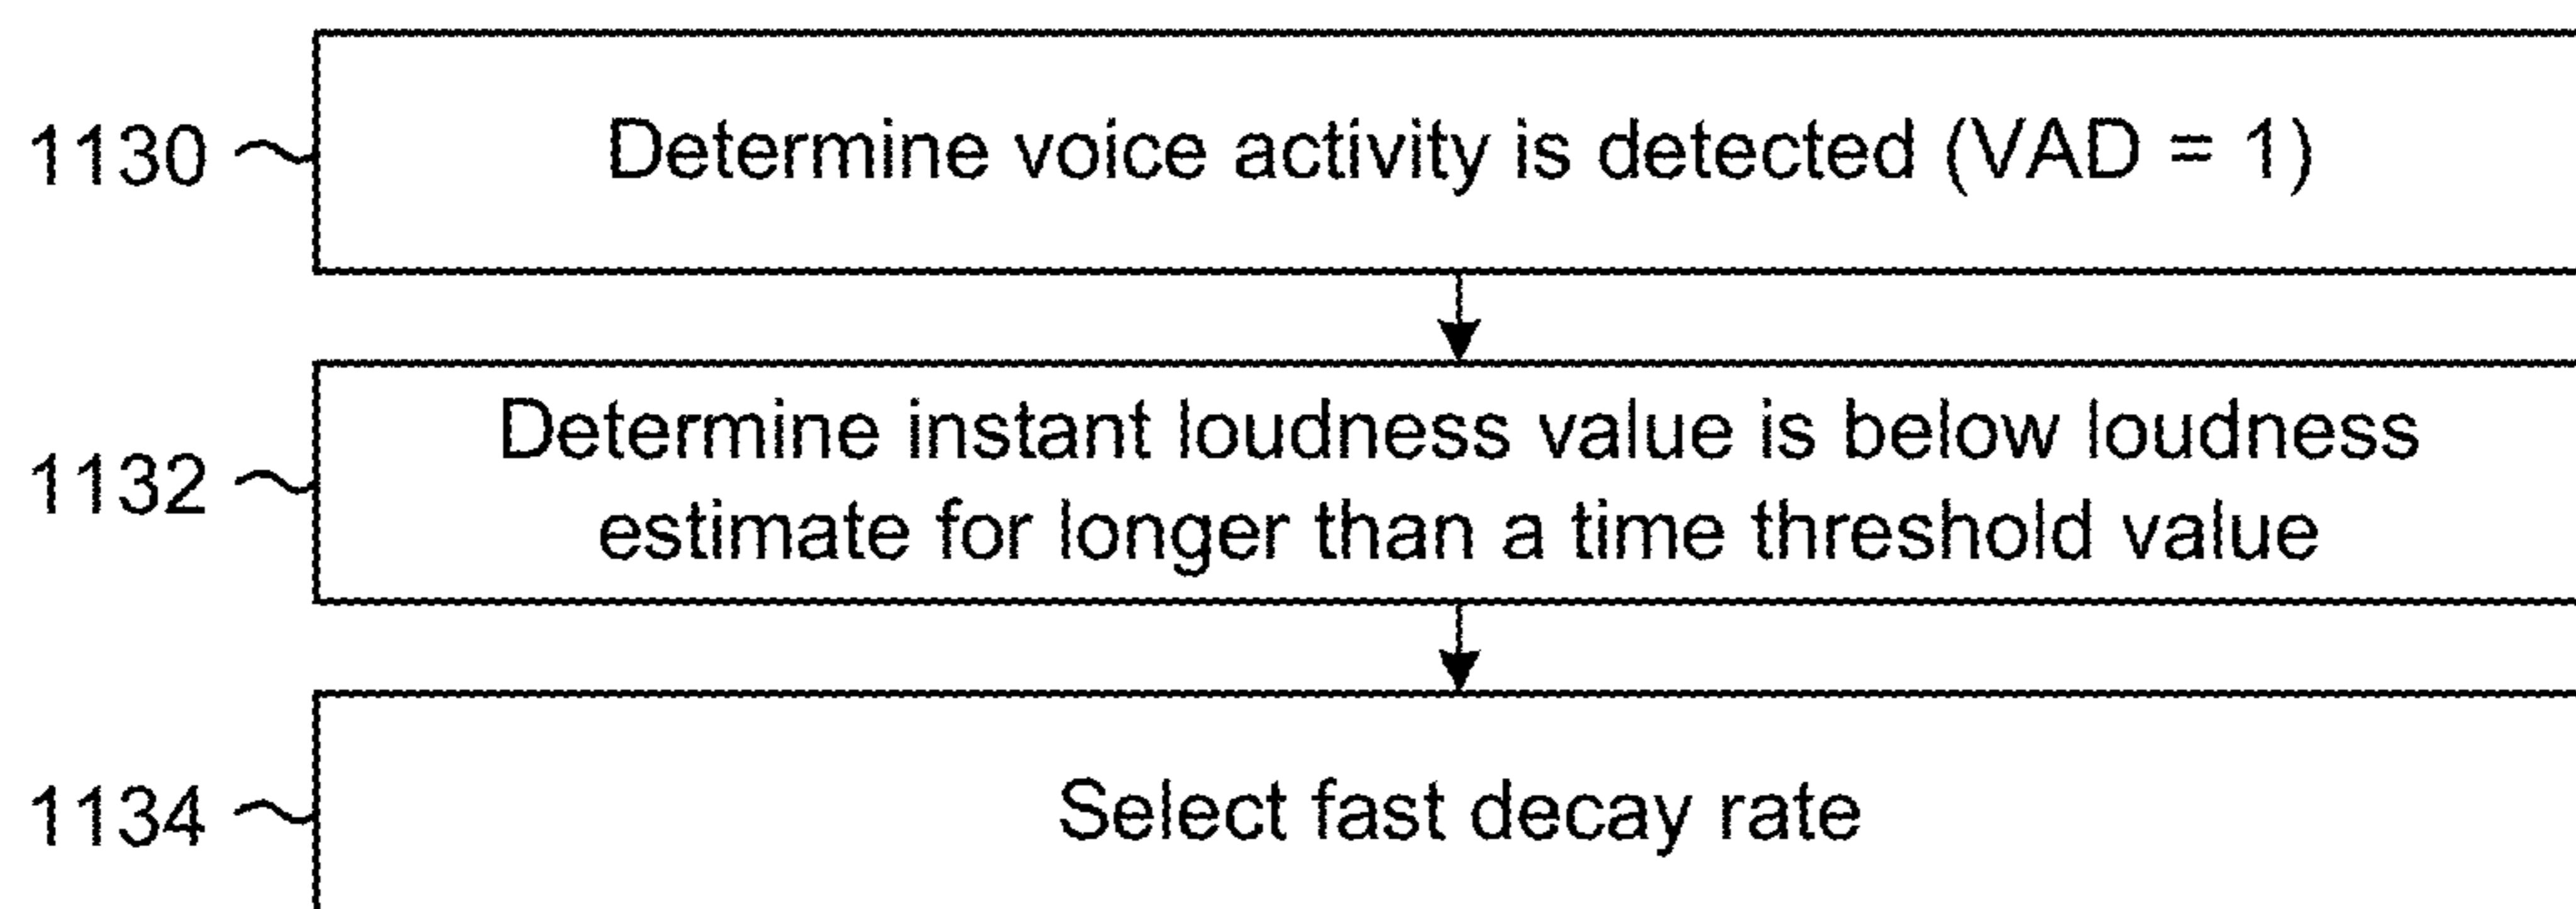 1130 Determine voice activity is detected (VAD = 1)
1132 Determine instant loudness value is below loudness
estimate for longer than a time threshold value
1134 Select fast decay rate